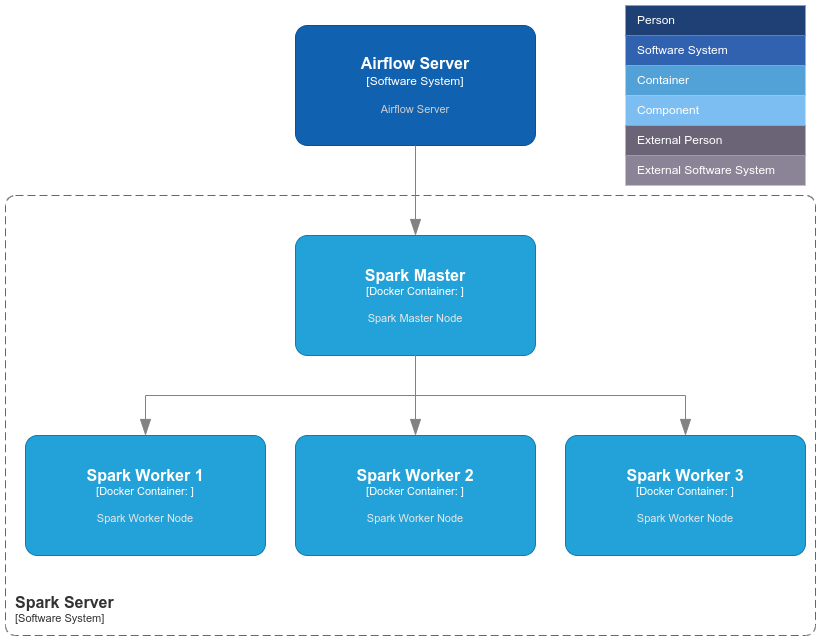 Airflow Server
[Software System]
Airflow Server
Person
Software System
Container
Component
External Person
External Software System
Spark Master
[Docker Container: ]
Spark Master Node
Spark Worker 1
[Docker Container: ]
Spark Worker Node
Spark Worker 2
[Docker Container: ]
Spark Worker Node
Spark Worker 3
[Docker Container: ]
Spark Worker Node
Spark Server
[Software System]